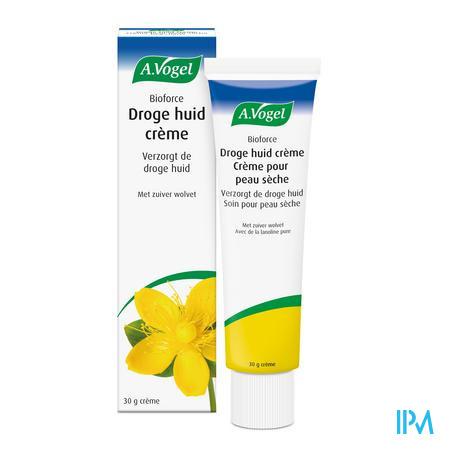 A.Vogel
Bioforce
Droge huid
crème
Verzorgt de
droge huid
Met zuiver wolvet
30 g crème
A.Vogel
Bioforce
Droge huid crème
Crème pour
peau sèche
Verzorgt de droge huid
Soin pour peau sèche
Met zuiver wolvet
Avec de la lanoline pure
30 g crème
IPM